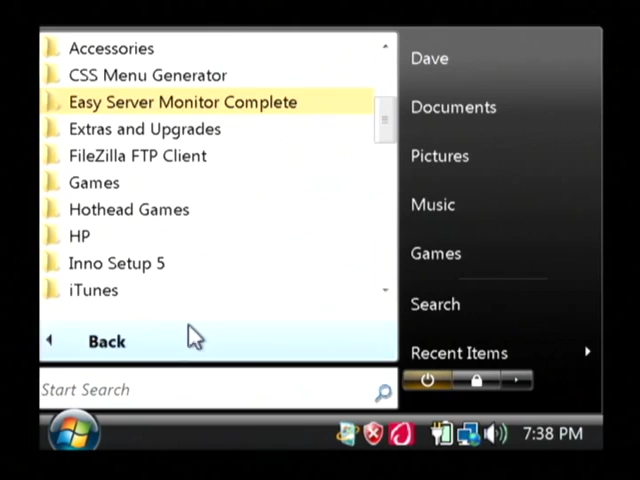 Accessories
CSS Menu Generator
Easy Server Monitor Complete
Extras and Upgrades
FileZilla FTP Client
Games
Hothead Games
HP
Inno Setup 5
iTunes
Back
Start Search
Dave
Documents
Pictures
Music
Games
Search
Recent Items
7:38 PM